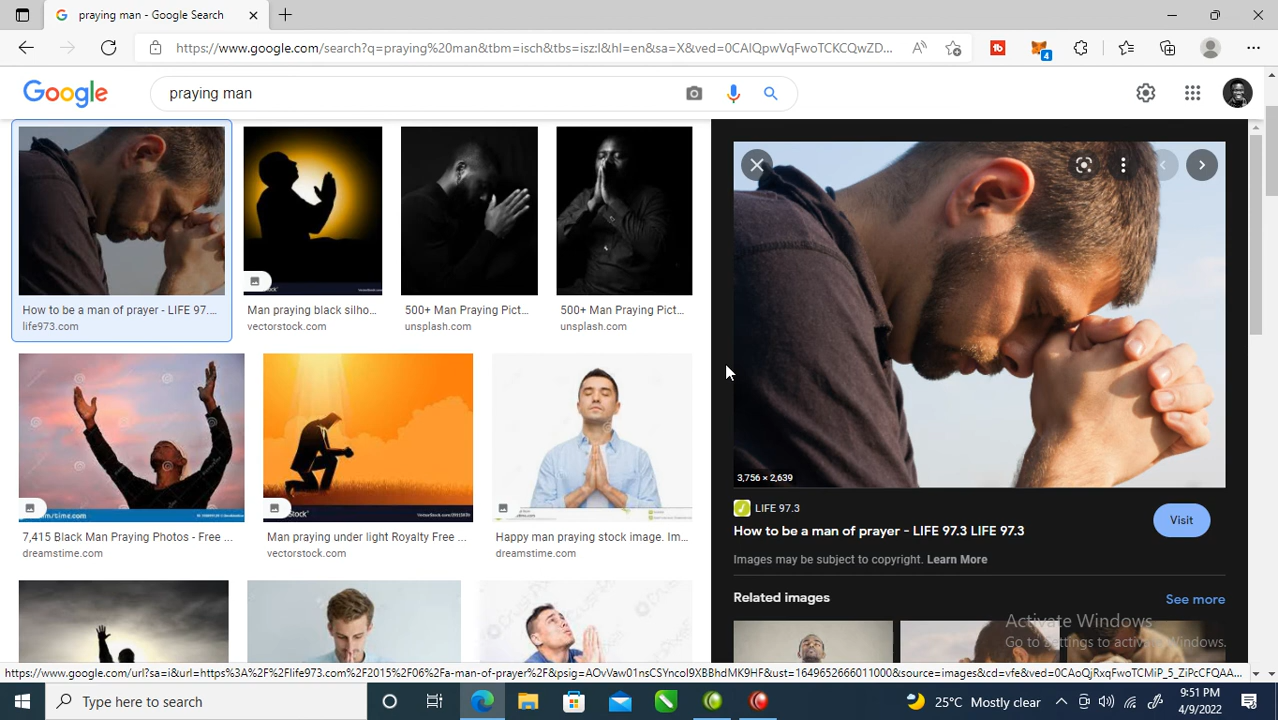 praying man - Google Search
https://www.google.com/search?q=praying%20man&tbm=isch&tbs=isz:l&hl=en&sa=X&ved=0CAIQpwVqFwoTCKCQwZD...
4
Google
praying man
How to be a man of prayer - LIFE 97....
life973.com
Man praying black silho...
vectorstock.com
500+ Man Praying Pict...
unsplash.com
500+ Man Praying Pict...
unsplash.com
7,415 Black Man Praying Photos - Free ...
dreamstime.com
Man praying under light Royalty Free ...
vectorstock.com
Happy man praying stock image. Im...
dreamstime.com
3,756 × 2,639
LIFE 97.3
How to be a man of prayer - LIFE 97.3 LIFE 97.3
Visit
Images may be subject to copyright. Learn More
Related images
See more
Activate Windows
Go to Settings to activate Windows.
Type here to search
25°C Mostly clear
9:51 PM
4/9/2022